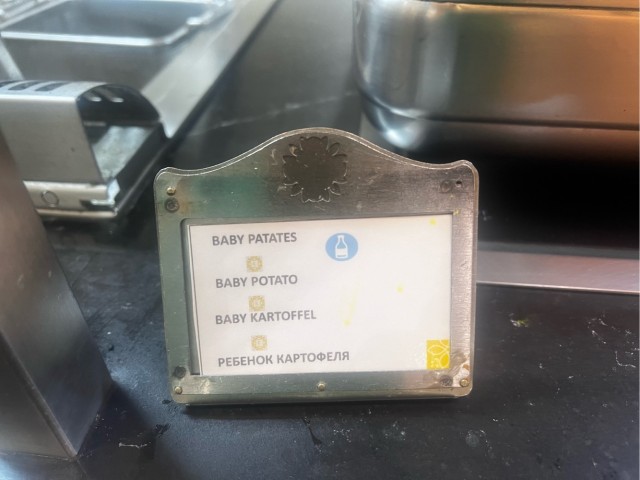 BABY PATATES
BABY POTATO
BABY KARTOFFEL
РЕБЕНОК КАРТОФЕЛЯ